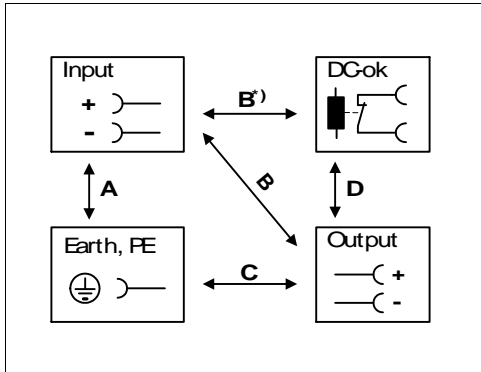 Input
DC-ok
+
-
B*)
A
B
D
Earth, PE
Output
C
+
-